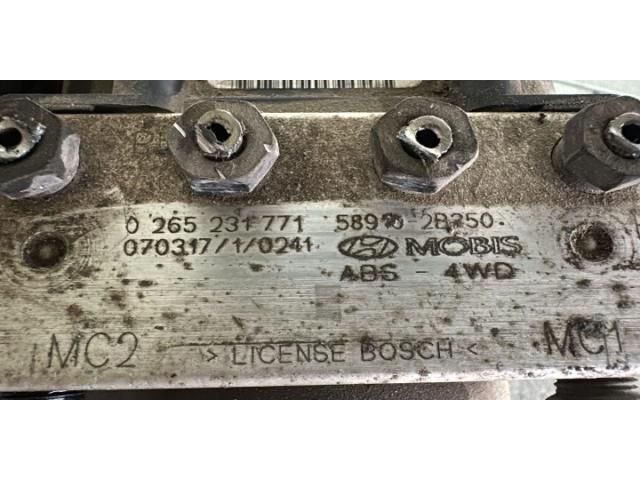 0 265 231 771 58920 2B250
070317/1/0241 MOBIS
ABS - 4WD
MC2 > LICENSE BOSCH < MC1